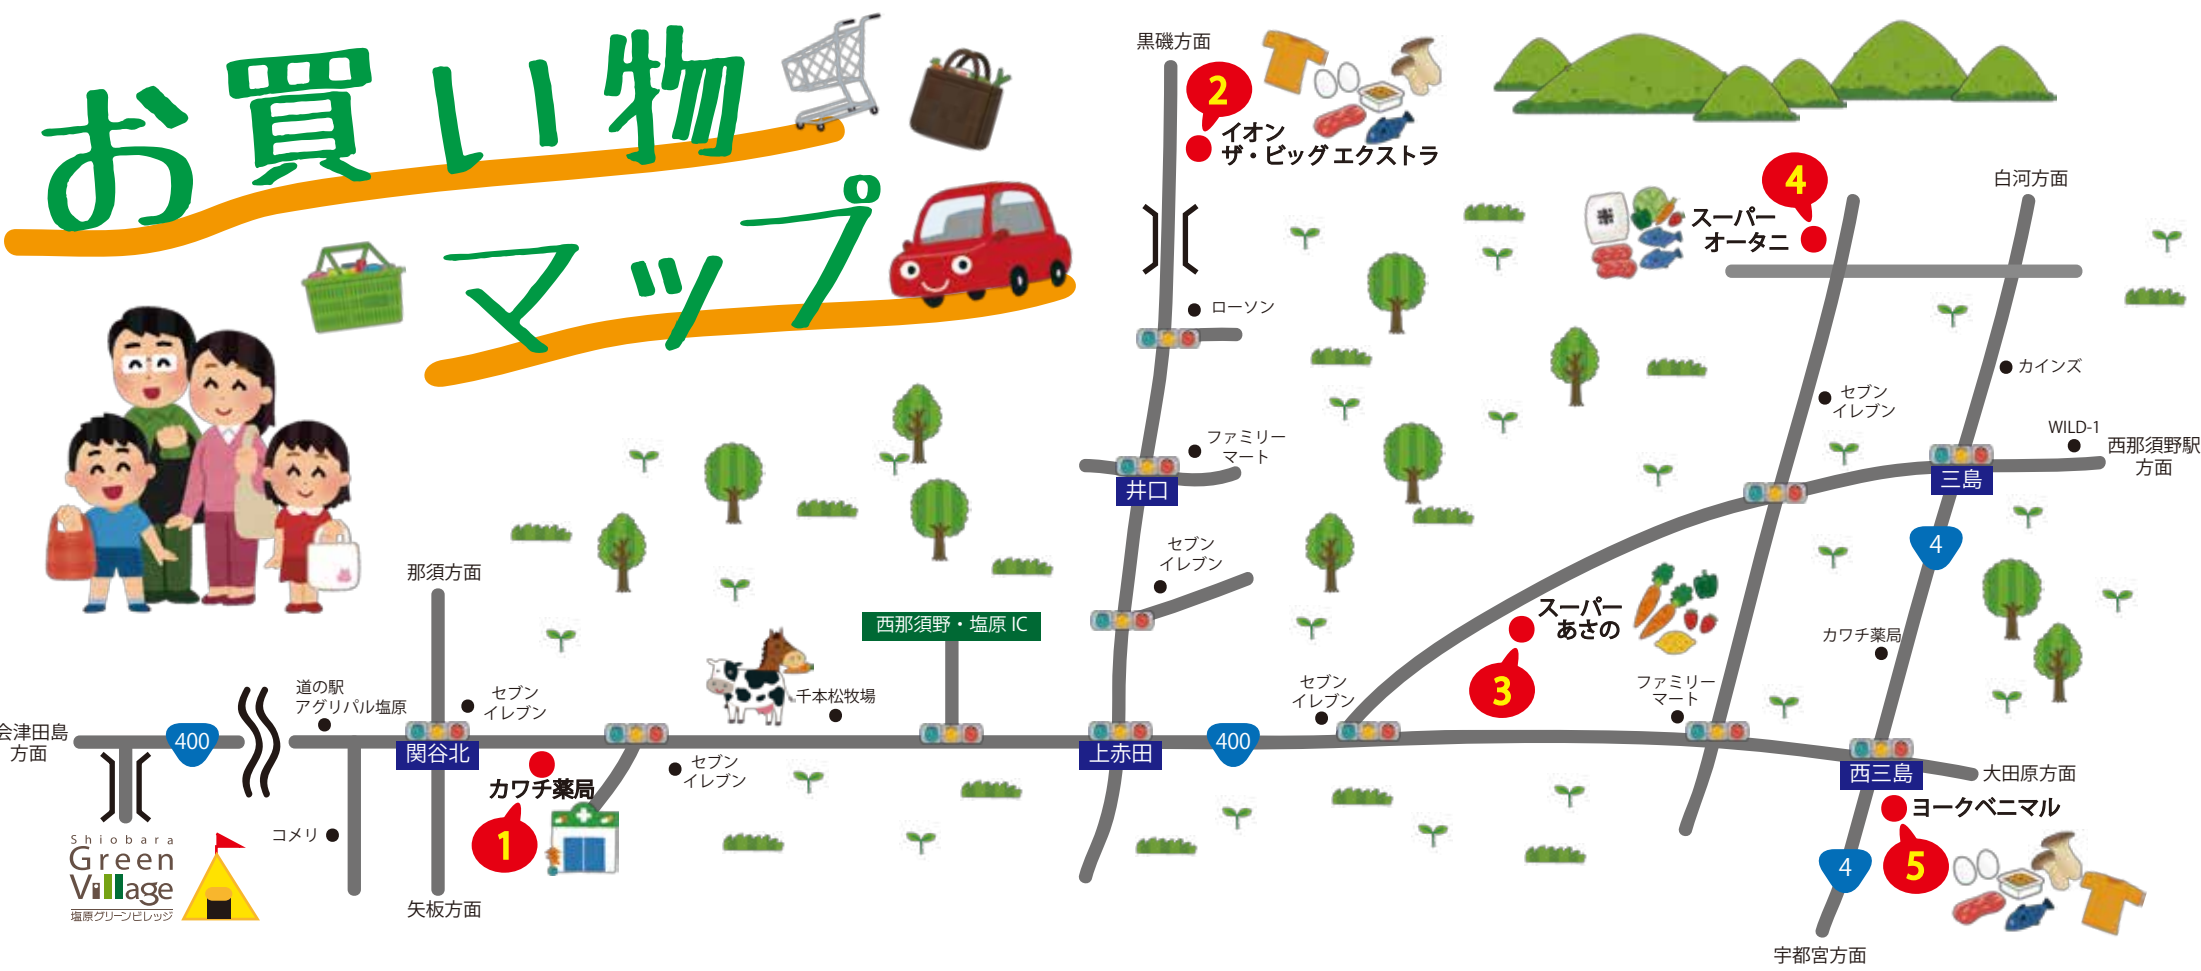 お買い物
マップ
黒磯方面
2
イオン
ザ・ビッグ エクストラ
4
スーパー
オータニ
白河方面
ローソン
カインズ
セブン
イレブン
WILD-1
西那須野駅
方面
ファミリー
マート
井口
三島
4
セブン
イレブン
那須方面
西那須野・塩原 IC
スーパー
あさの
3
カワチ薬局
道の駅
アグリパル塩原
セブン
イレブン
千本松牧場
セブン
イレブン
ファミリー
マート
会津田島
方面
400
関谷北
上赤田
400
西三島
大田原方面
カワチ薬局
1
セブン
イレブン
ヨークベニマル
5
コメリ
Shiobara
Green
Village
塩原グリーンビレッジ
矢板方面
4
宇都宮方面